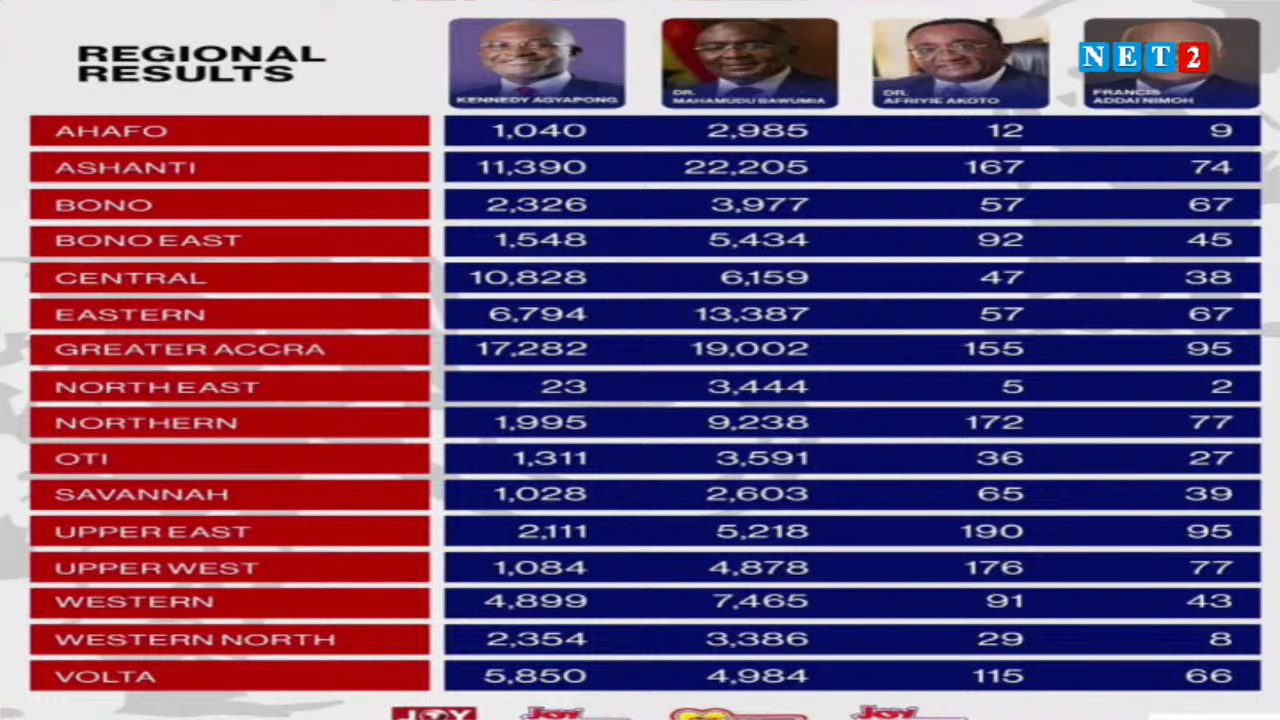 REGIONAL
RESULTS
KENNEDY AGYAPONG
DR.
MAHAMUDU BAWUMIA
DR.
AFRIYIE AKOTO
FRANCIS
ADDAI NIMOH
NET2
AHAFO 1,040 2,985 12 9
ASHANTI 11,390 22,205 167 74
BONO 2,326 3,977 57 67
BONO EAST 1,548 5,434 92 45
CENTRAL 10,828 6,159 47 38
EASTERN 6,794 13,387 57 67
GREATER ACCRA 17,282 19,002 155 95
NORTH EAST 23 3,444 5 2
NORTHERN 1,995 9,238 172 77
OTI 1,311 3,591 36 27
SAVANNAH 1,028 2,603 65 39
UPPER EAST 2,111 5,218 190 95
UPPER WEST 1,084 4,878 176 77
WESTERN 4,899 7,465 91 43
WESTERN NORTH 2,354 3,386 29 8
VOLTA 5,850 4,984 115 66
JOY JOY JOY